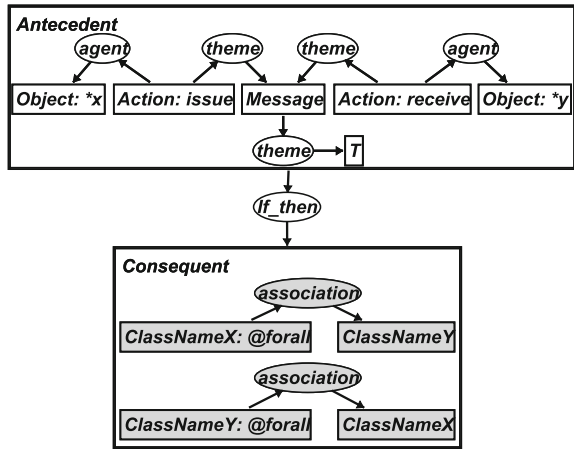 Antecedent
agent theme theme agent
Object: *x Action: issue Message Action: receive Object: *y
theme T
If_then
Consequent
association
ClassNameX: @forall ClassNameY
association
ClassNameY: @forall ClassNameX